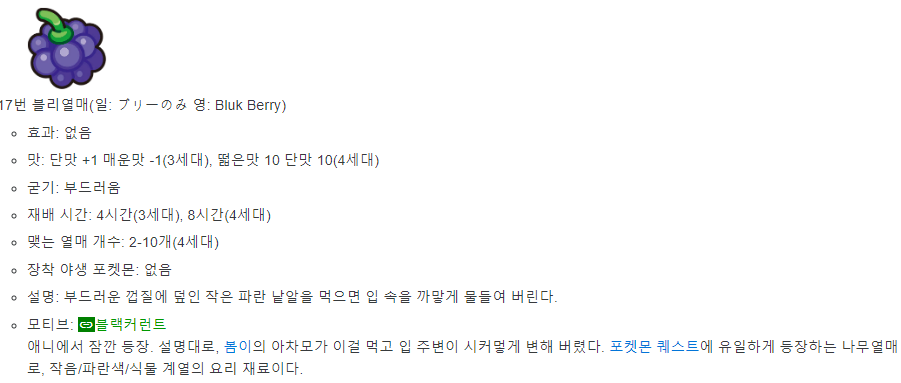 17번 블리열매(일: ブリーのみ 영: Bluk Berry)
효과: 없음
맛: 단맛 +1 매운맛 -1(3세대), 떫은맛 10 단맛 10(4세대)
굳기: 부드러움
재배 시간: 4시간(3세대), 8시간(4세대)
맺는 열매 개수: 2-10개(4세대)
장착 야생 포켓몬: 없음
설명: 부드러운 껍질에 덮인 작은 파란 낱알을 먹으면 입 속을 까맣게 물들여 버린다.
모티브: 블랙커런트
애니에서 잠깐 등장. 설명대로, 봄이의 아차모가 이걸 먹고 입 주변이 시커멓게 변해 버렸다. 포켓몬 퀘스트에 유일하게 등장하는 나무열매
로, 작음/파란색/식물 계열의 요리 재료이다.